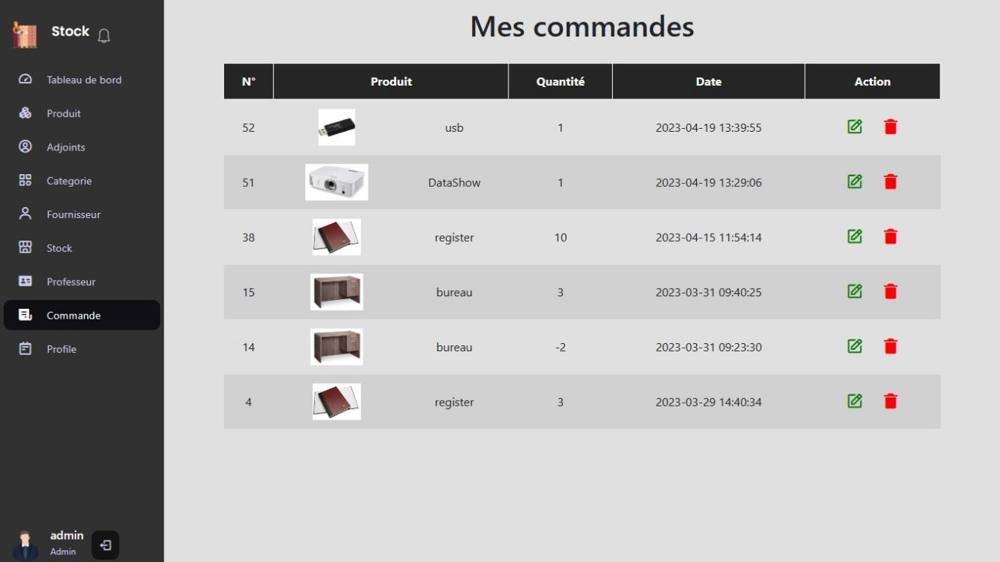 Stock
Tableau de bord
Produit
Adjoints
Categorie
Fournisseur
Stock
Professeur
Commande
Profile
admin
Admin
Mes commandes
N° Produit Quantité Date Action
52 usb 1 2023-04-19 13:39:55
51 DataShow 1 2023-04-19 13:29:06
38 register 10 2023-04-15 11:54:14
15 bureau 3 2023-03-31 09:40:25
14 bureau -2 2023-03-31 09:23:30
4 register 3 2023-03-29 14:40:34